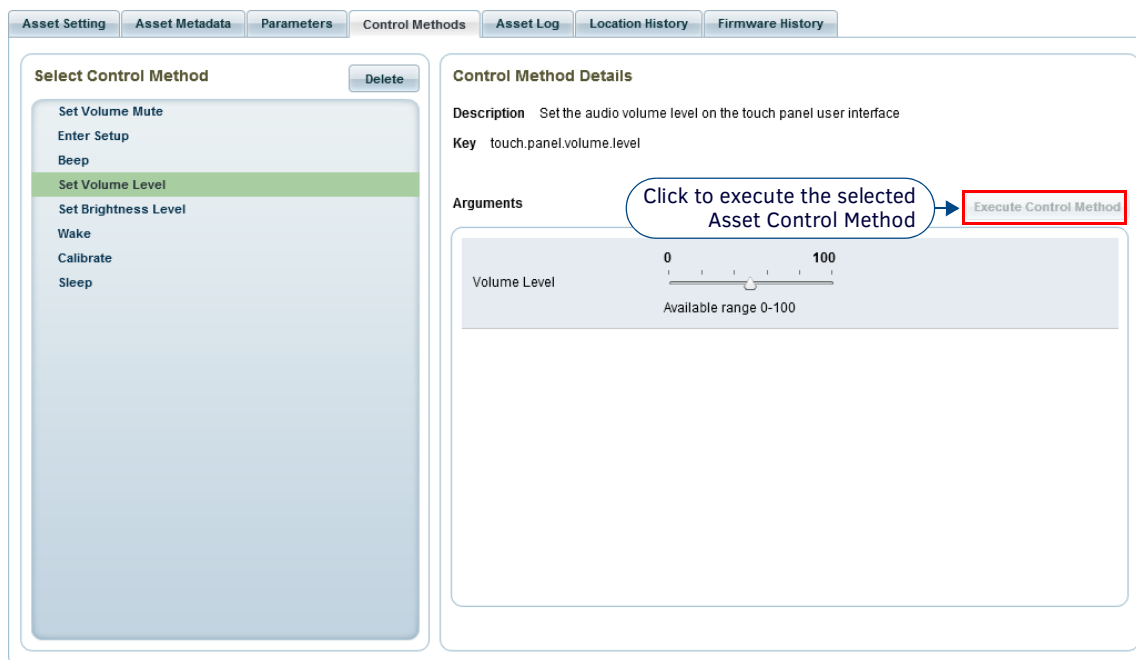 Asset Setting Asset Metadata Parameters Control Methods Asset Log Location History Firmware History
Select Control Method
Delete
Set Volume Mute
Enter Setup
Beep
Set Volume Level
Set Brightness Level
Wake
Calibrate
Sleep
Control Method Details
Description Set the audio volume level on the touch panel user interface
Key touch.panel.volume.level
Arguments
Click to execute the selected
Asset Control Method
Execute Control Method
0 100
Volume Level
Available range 0-100